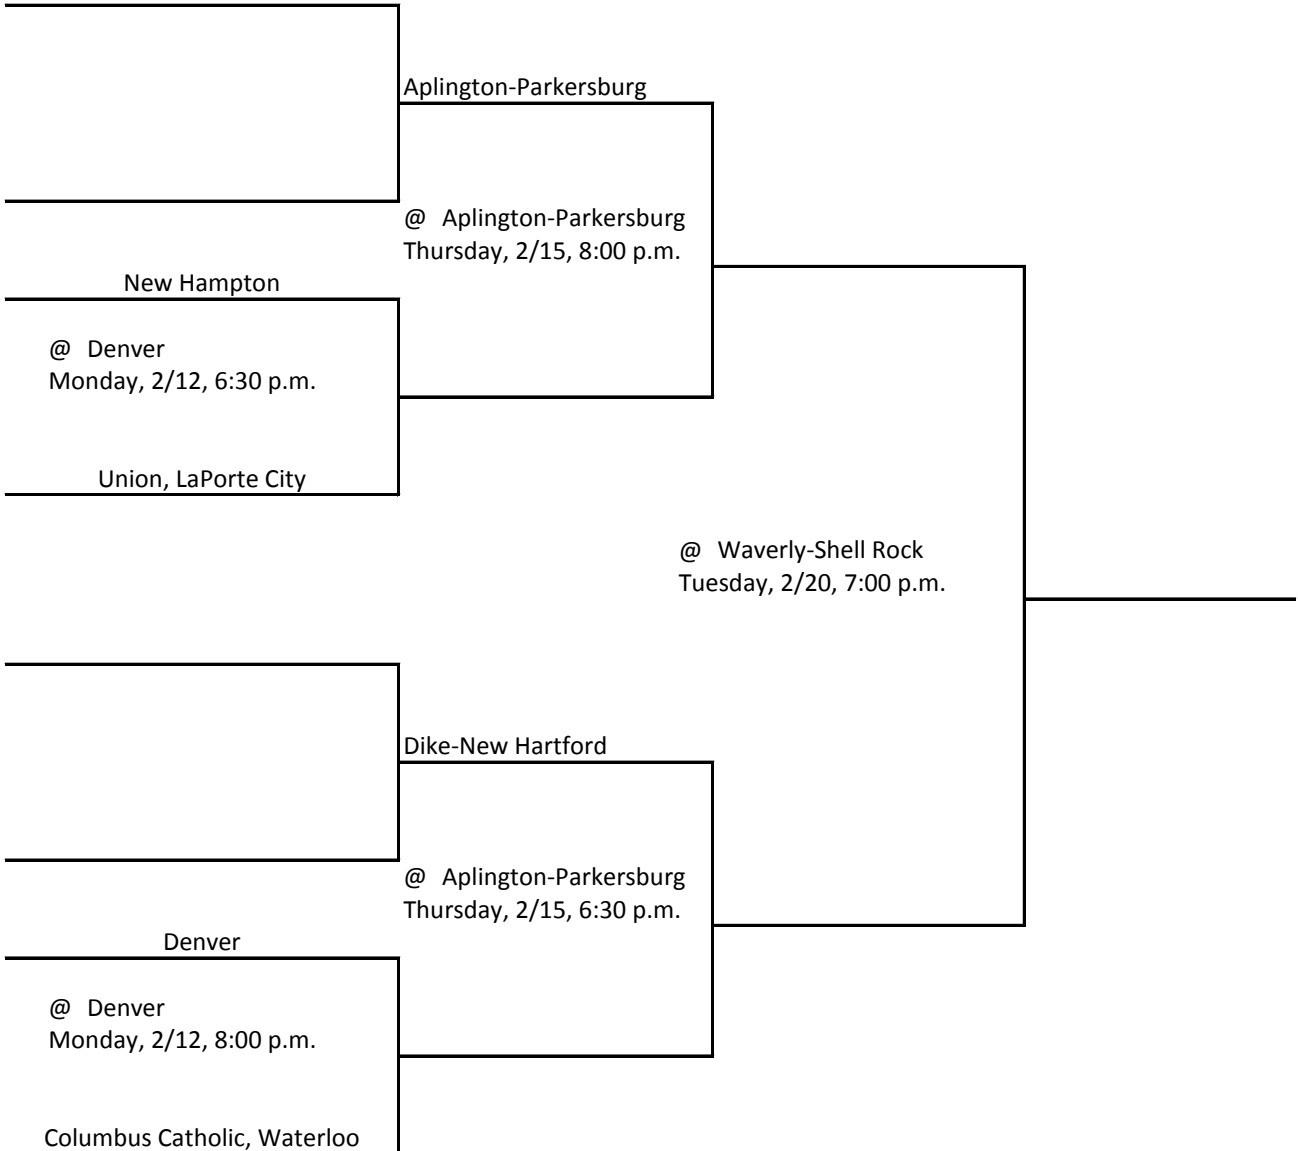 Aplington-Parkersburg
@ Aplington-Parkersburg
Thursday, 2/15, 8:00 p.m.
New Hampton
@ Denver
Monday, 2/12, 6:30 p.m.
Union, LaPorte City
@ Waverly-Shell Rock
Tuesday, 2/20, 7:00 p.m.
Dike-New Hartford
@ Aplington-Parkersburg
Thursday, 2/15, 6:30 p.m.
Denver
@ Denver
Monday, 2/12, 8:00 p.m.
Columbus Catholic, Waterloo